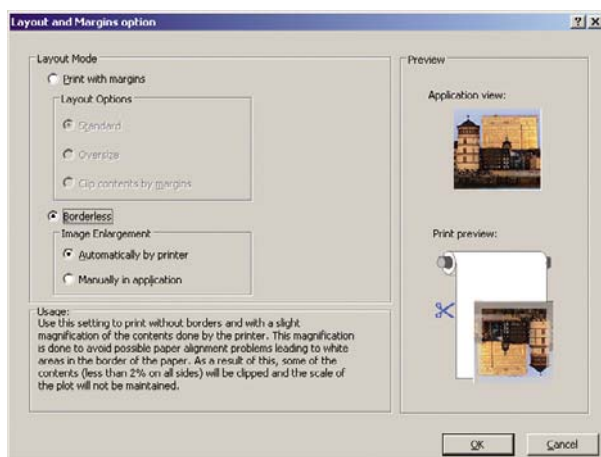 Layout and Margins option
Layout Mode
Print with margins
Layout Options
Standard
Oversize
Clip contents by margins
Borderless
Image Enlargement
Automatically by printer
Manually in application
Usage:
Use this setting to print without borders and with a slight
magnification of the contents done by the printer. This magnification
is done to avoid possible paper alignment problems leading to white
areas in the border of the paper. As a result of this, some of the
contents (less than 2% on all sides) will be clipped and the scale of
the plot will not be maintained.
Preview
Application view:
Print preview:
OK
Cancel